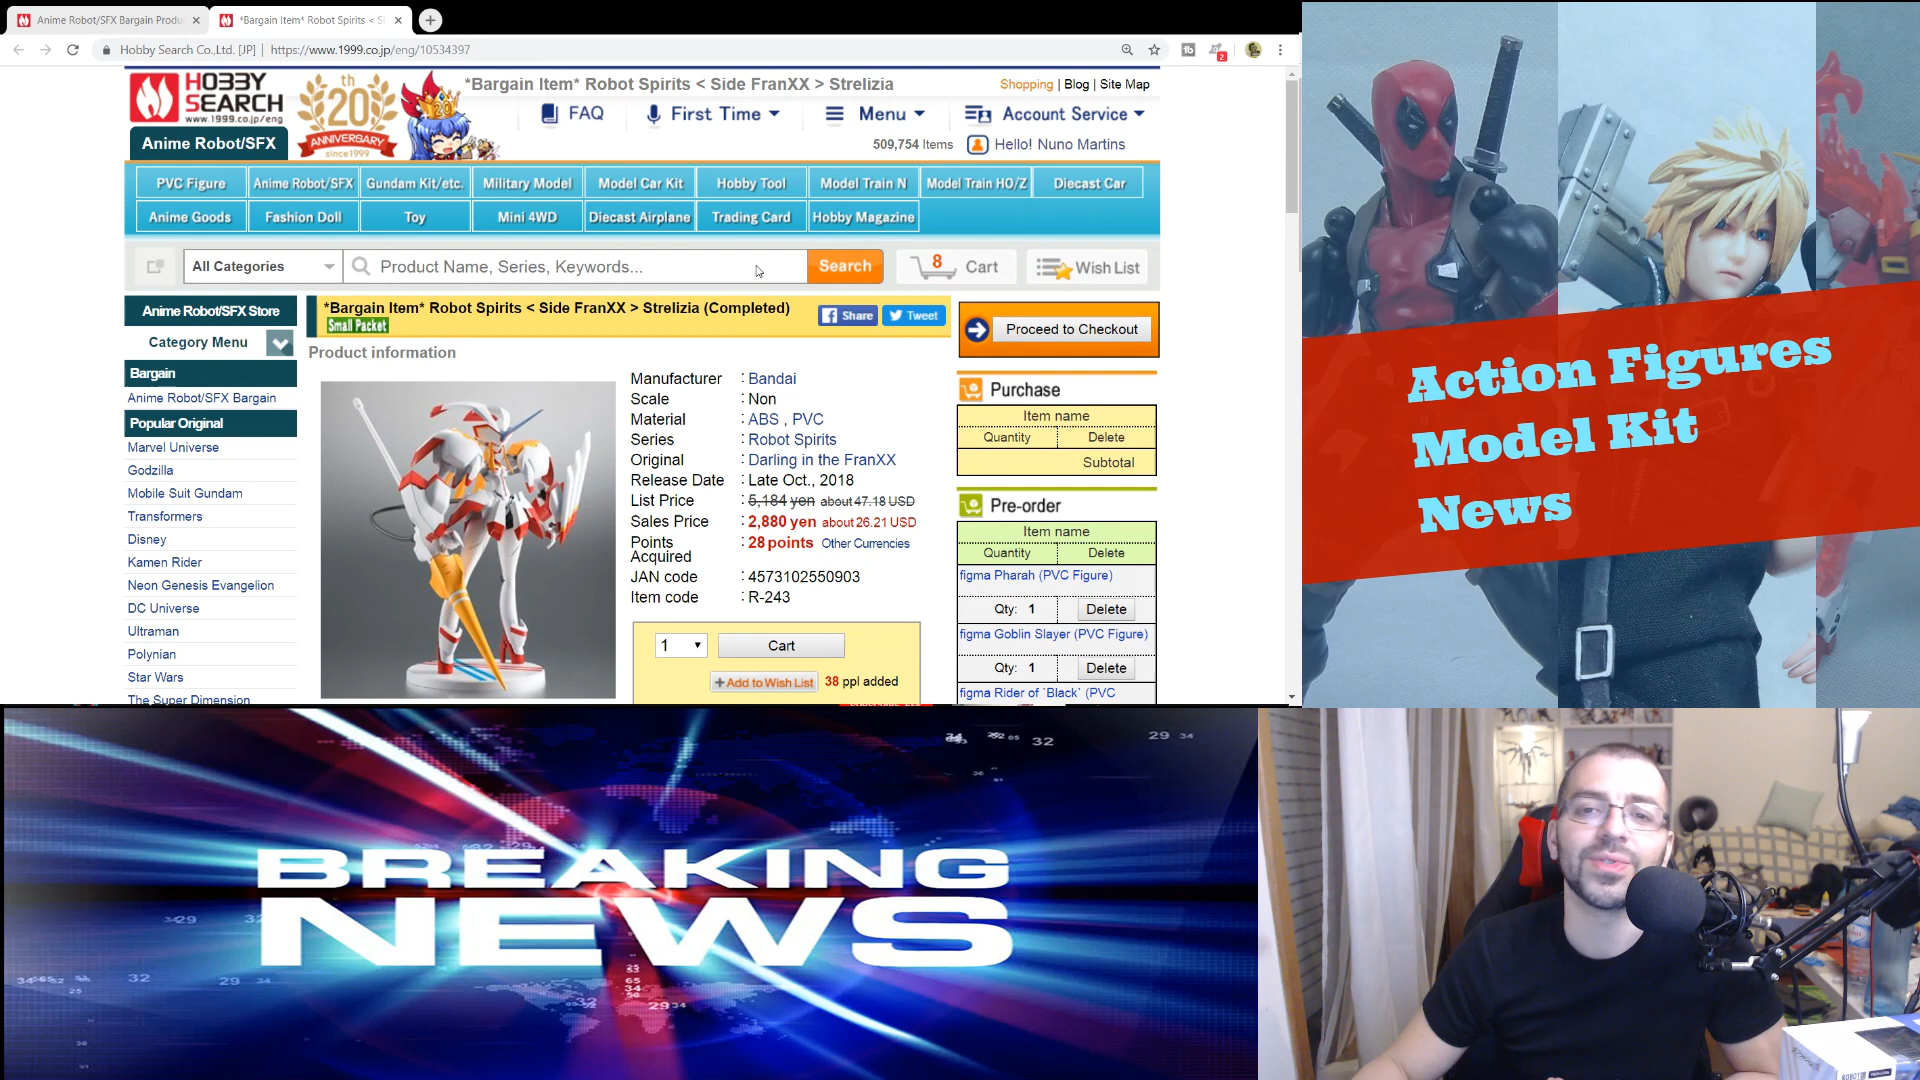 Anime Robot/SFX Bargain Produ
*Bargain Item* Robot Spirits < Si
Hobby Search Co.,Ltd. [JP] | https://www.1999.co.jp/eng/10534397
HOBBY
SEARCH
www.1999.co.jp/eng
20th
ANNIVERSARY
since1999
*Bargain Item* Robot Spirits < Side FranXX > Strelizia
Shopping | Blog | Site Map
FAQ
First Time
Menu
Account Service
Anime Robot/SFX
509,754 Items
Hello! Nuno Martins
PVC Figure
Anime Robot/SFX
Gundam Kit/etc.
Military Model
Model Car Kit
Hobby Tool
Model Train N
Model Train HO/Z
Diecast Car
Anime Goods
Fashion Doll
Toy
Mini 4WD
Diecast Airplane
Trading Card
Hobby Magazine
All Categories
Product Name, Series, Keywords...
Search
8
Cart
Wish List
Anime Robot/SFX Store
Category Menu
Bargain
Anime Robot/SFX Bargain
Popular Original
Marvel Universe
Godzilla
Mobile Suit Gundam
Transformers
Disney
Kamen Rider
Neon Genesis Evangelion
DC Universe
Ultraman
Polynian
Star Wars
The Super Dimension
*Bargain Item* Robot Spirits < Side FranXX > Strelizia (Completed)
Small Packet
Share
Tweet
Product information
Manufacturer : Bandai
Scale : Non
Material : ABS , PVC
Series : Robot Spirits
Original : Darling in the FranXX
Release Date : Late Oct., 2018
List Price : 5,184 yen about 47.18 USD
Sales Price : 2,880 yen about 26.21 USD
Points Acquired : 28 points Other Currencies
JAN code : 4573102550903
Item code : R-243
1
Cart
+Add to Wish List
38 ppl added
Proceed to Checkout
Purchase
Item name
Quantity
Delete
Subtotal
Pre-order
Item name
Quantity
Delete
figma Pharah (PVC Figure)
Qty: 1
Delete
figma Goblin Slayer (PVC Figure)
Qty: 1
Delete
figma Rider of `Black` (PVC
Action Figures
Model Kit
News
BREAKING
NEWS
32
29 34
29
32
29